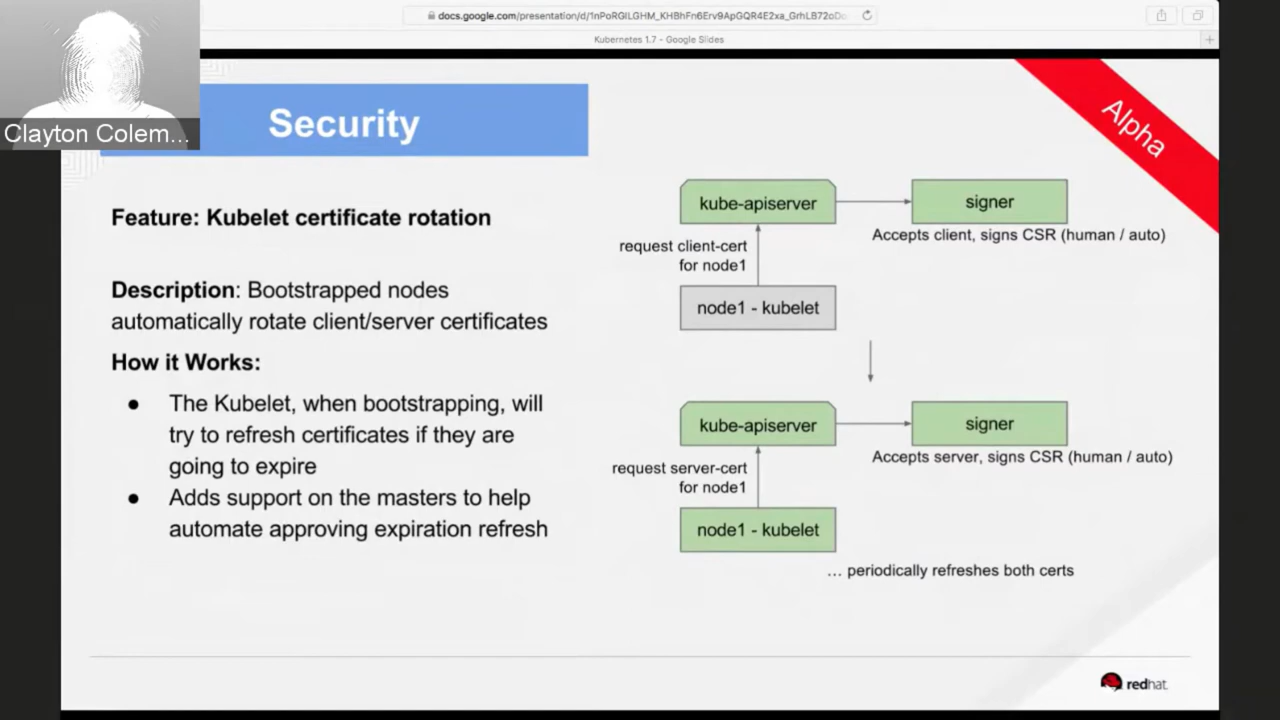 docs.google.com/presentation/d/1nPoRGlLGHM_KHBhFn6Erv9ApGQR4E2xa_GrhLB72oDo
Kubernetes 1.7 - Google Slides
Clayton Colem...
Security
Alpha
Feature: Kubelet certificate rotation
Description: Bootstrapped nodes
automatically rotate client/server certificates
How it Works:
● The Kubelet, when bootstrapping, will
try to refresh certificates if they are
going to expire
● Adds support on the masters to help
automate approving expiration refresh
kube-apiserver
signer
Accepts client, signs CSR (human / auto)
request client-cert
for node1
node1 - kubelet
kube-apiserver
signer
Accepts server, signs CSR (human / auto)
request server-cert
for node1
node1 - kubelet
... periodically refreshes both certs
redhat.